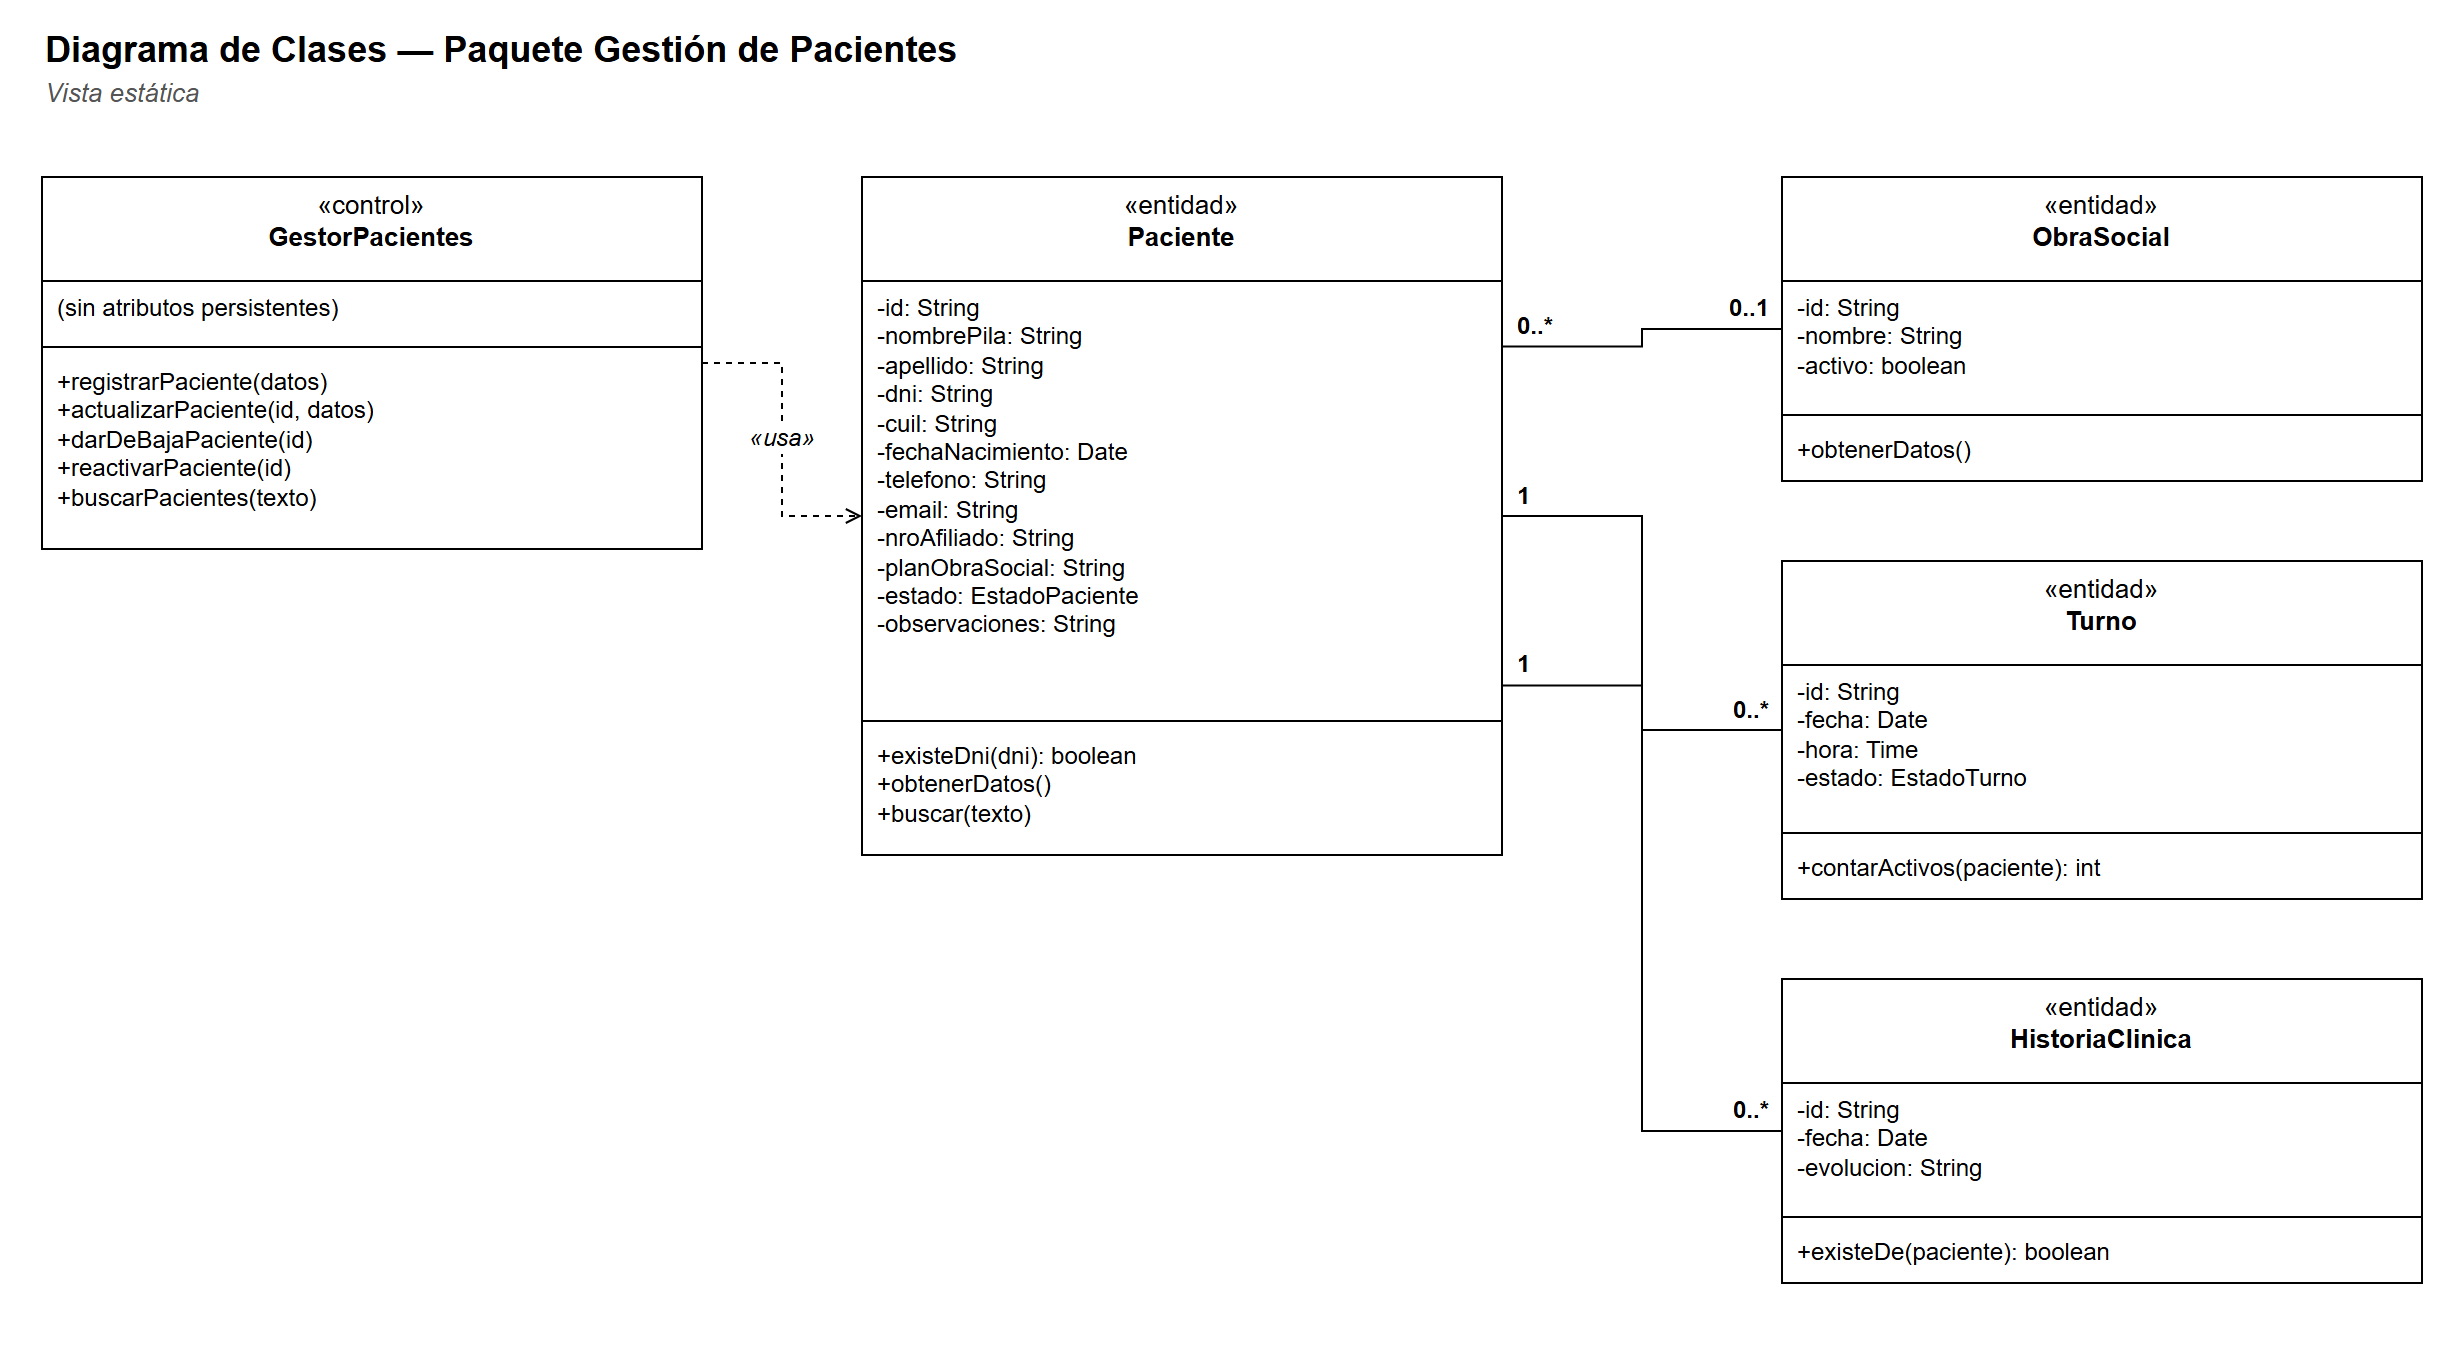 Diagrama de Clases — Paquete Gestión de Pacientes
Vista estática
«control»
GestorPacientes
(sin atributos persistentes)
+registrarPaciente(datos)
+actualizarPaciente(id, datos)
+darDeBajaPaciente(id)
+reactivarPaciente(id)
+buscarPacientes(texto)
«usa»
«entidad»
Paciente
-id: String
-nombrePila: String
-apellido: String
-dni: String
-cuil: String
-fechaNacimiento: Date
-telefono: String
-email: String
-nroAfiliado: String
-planObraSocial: String
-estado: EstadoPaciente
-observaciones: String
+existeDni(dni): boolean
+obtenerDatos()
+buscar(texto)
0..*
0..1
1
0..*
1
0..*
«entidad»
ObraSocial
-id: String
-nombre: String
-activo: boolean
+obtenerDatos()
«entidad»
Turno
-id: String
-fecha: Date
-hora: Time
-estado: EstadoTurno
+contarActivos(paciente): int
«entidad»
HistoriaClinica
-id: String
-fecha: Date
-evolucion: String
+existeDe(paciente): boolean